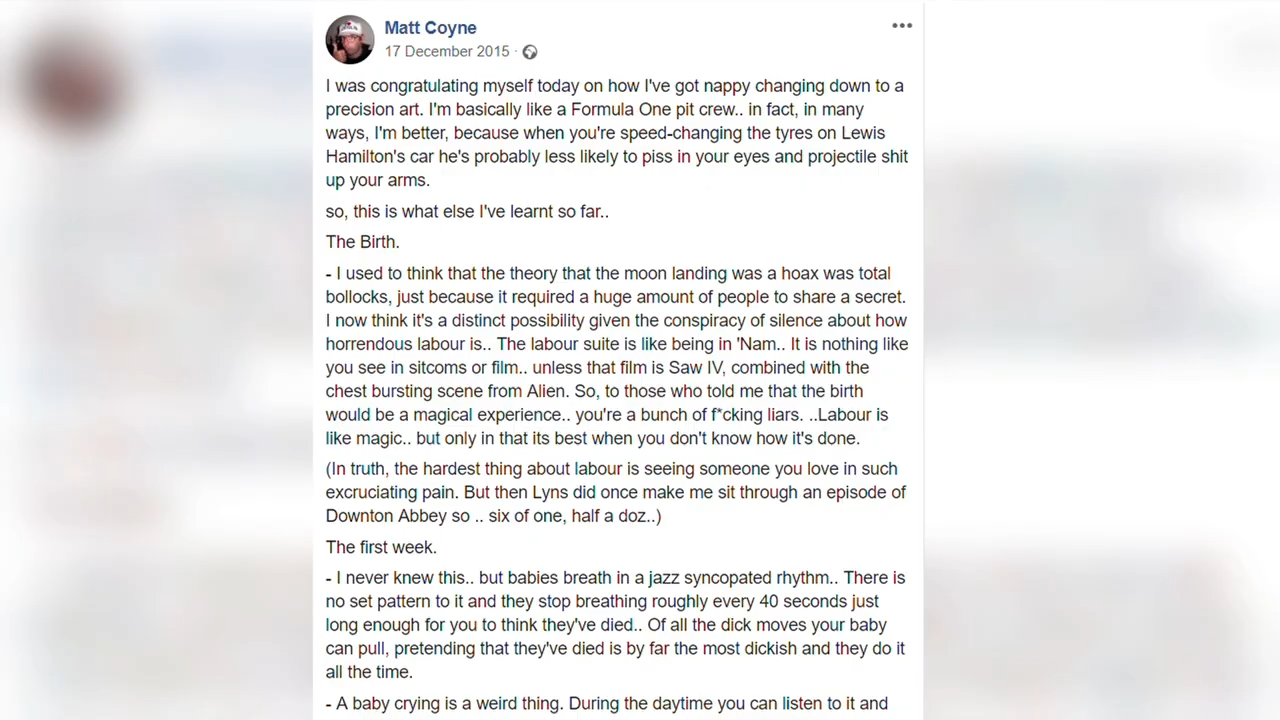 Matt Coyne
17 December 2015 ·
I was congratulating myself today on how I've got nappy changing down to a
precision art. I'm basically like a Formula One pit crew.. in fact, in many
ways, I'm better, because when you're speed-changing the tyres on Lewis
Hamilton's car he's probably less likely to piss in your eyes and projectile shit
up your arms.
so, this is what else I've learnt so far..
The Birth.
- I used to think that the theory that the moon landing was a hoax was total
bollocks, just because it required a huge amount of people to share a secret.
I now think it's a distinct possibility given the conspiracy of silence about how
horrendous labour is.. The labour suite is like being in 'Nam.. It is nothing like
you see in sitcoms or film.. unless that film is Saw IV, combined with the
chest bursting scene from Alien. So, to those who told me that the birth
would be a magical experience.. you're a bunch of f*cking liars. ..Labour is
like magic.. but only in that its best when you don't know how it's done.
(In truth, the hardest thing about labour is seeing someone you love in such
excruciating pain. But then Lyns did once make me sit through an episode of
Downton Abbey so .. six of one, half a doz..)
The first week.
- I never knew this.. but babies breath in a jazz syncopated rhythm.. There is
no set pattern to it and they stop breathing roughly every 40 seconds just
long enough for you to think they've died.. Of all the dick moves your baby
can pull, pretending that they've died is by far the most dickish and they do it
all the time.
- A baby crying is a weird thing. During the daytime you can listen to it and